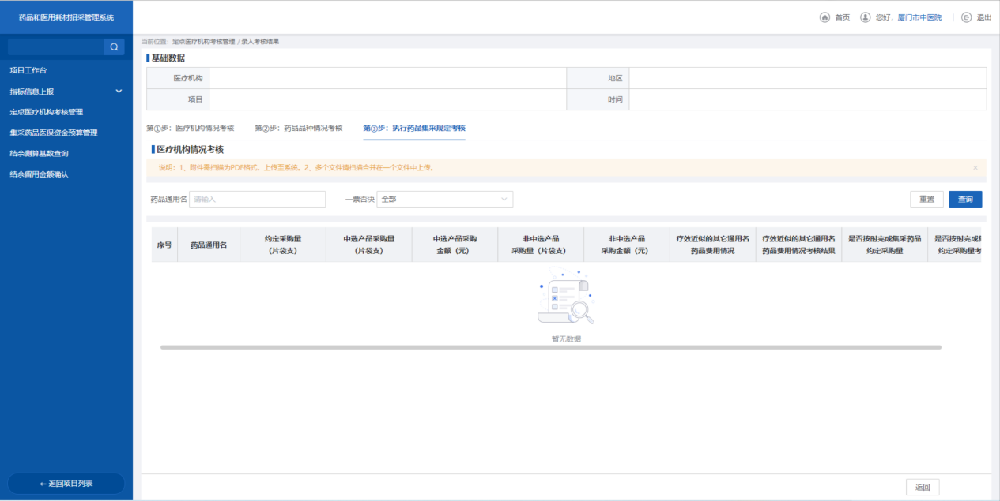 药品和医用耗材招采管理系统
首页 您好，厦门市中医院 退出
当前位置：定点医疗机构考核管理 / 录入考核结果
项目工作台
指标信息上报
定点医疗机构考核管理
集采药品医保资金预算管理
结余测算基数查询
结余留用金额确认
← 返回项目列表
基础数据
医疗机构 地区
项目 时间
第①步：医疗机构情况考核 第②步：药品品种情况考核 第③步：执行药品集采规定考核
医疗机构情况考核
说明：1、附件需扫描为PDF格式，上传至系统。2、多个文件请扫描合并在一个文件中上传。
药品通用名 请输入 一票否决 全部 重置 查询
序号 药品通用名 约定采购量 中选产品采购量 中选产品采购 非中选产品 非中选产品 疗效近似的其它通用名 疗效近似的其它通用名 是否按时完成集采药品 是否按时完成集
（片袋支） （片袋支） 金额（元） 采购量（片袋支） 采购金额（元） 药品费用情况 药品费用情况考核结果 约定采购量 约定采购量考
暂无数据
返回